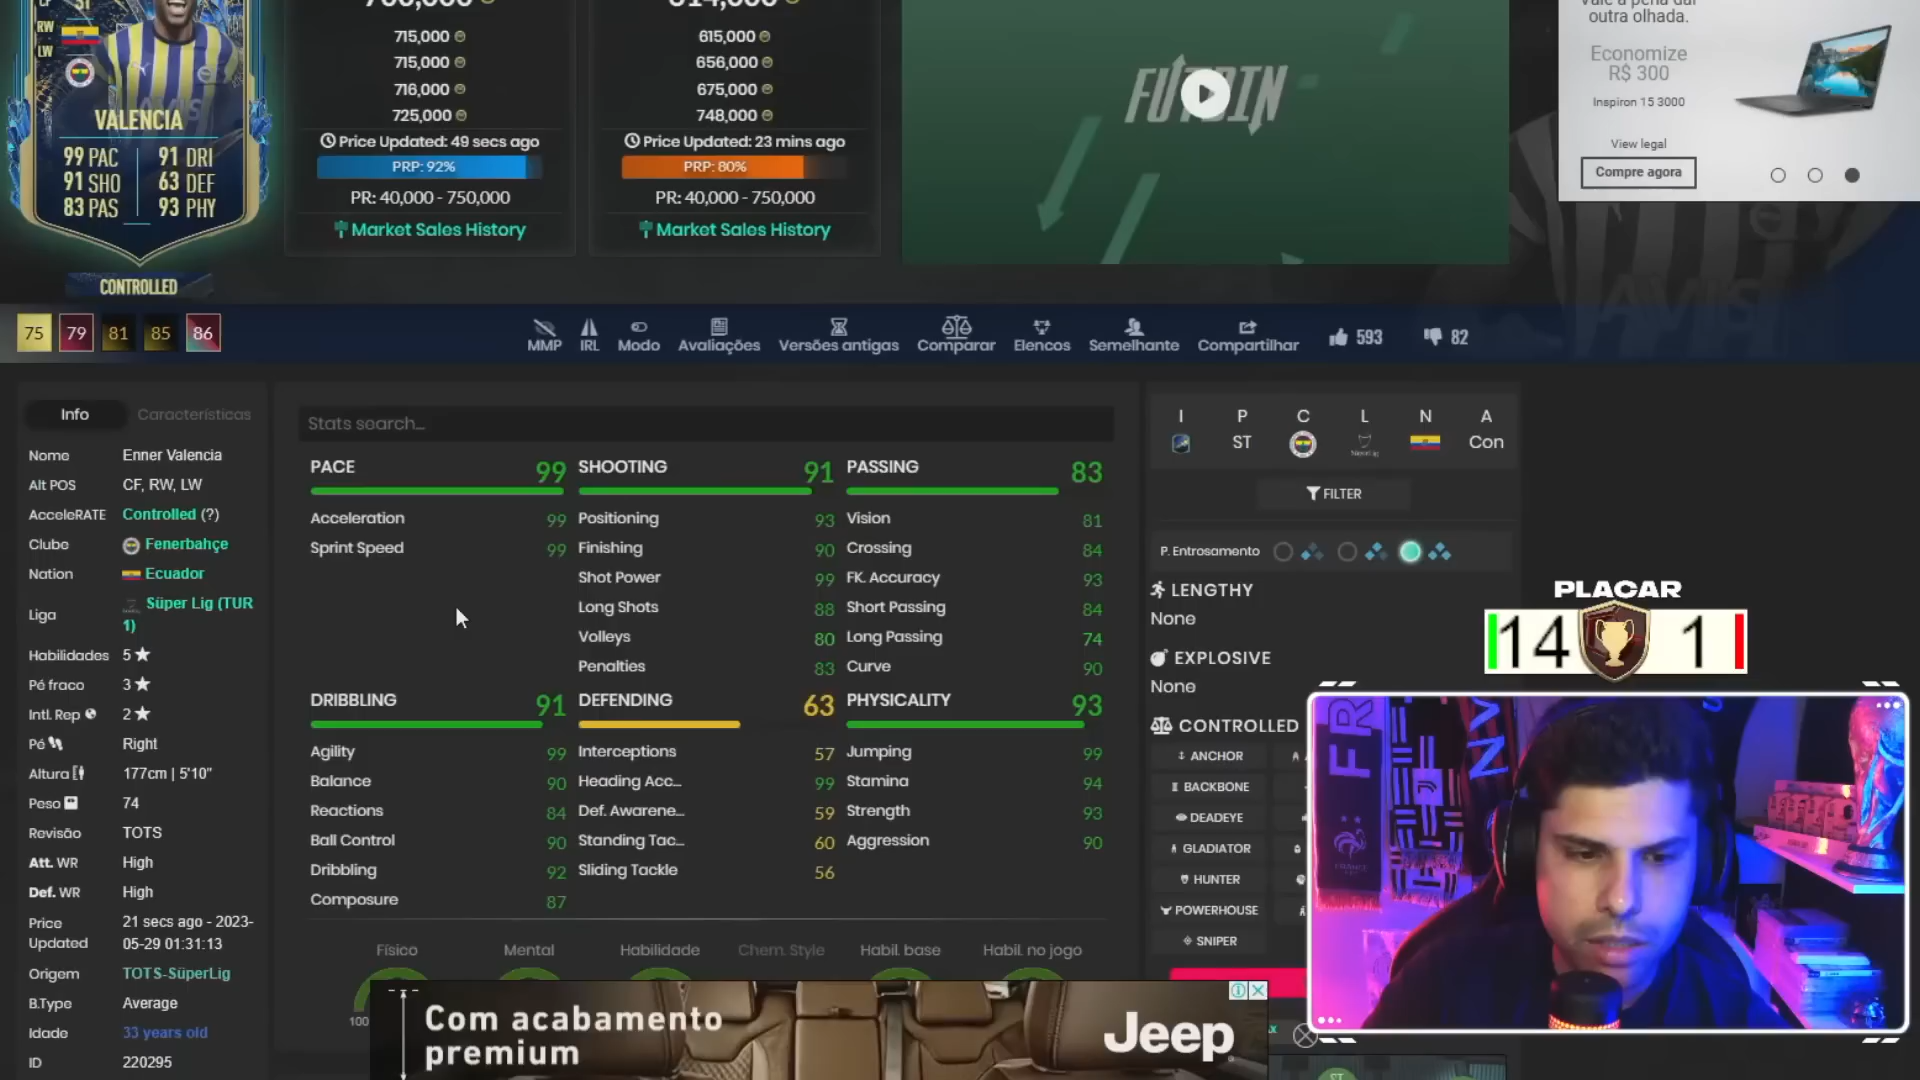 ST
RW
LW
VALENCIA
99 PAC 91 DRI
91 SHO 63 DEF
83 PAS 93 PHY
CONTROLLED
715,000
715,000
716,000
725,000
Price Updated: 49 secs ago
PRP: 92%
PR: 40,000 - 750,000
Market Sales History
615,000
656,000
675,000
748,000
Price Updated: 23 mins ago
PRP: 80%
PR: 40,000 - 750,000
Market Sales History
FUTBIN
outra olhada.
Economize
R$ 300
Inspiron 15 3000
View legal
Compre agora
75 79 81 85 86
MMP IRL Modo Avaliações Versões antigas Comparar Elencos Semelhante Compartilhar 593 82
Info Características
Nome Enner Valencia
Alt POS CF, RW, LW
AcceleRATE Controlled (?)
Clube Fenerbahçe
Nation Ecuador
Liga Süper Lig (TUR
1)
Habilidades 5
Pé fraco 3
Intl. Rep 2
Pé Right
Altura 177cm | 5'10"
Peso 74
Revisão TOTS
Att. WR High
Def. WR High
Price Updated 21 secs ago - 2023-
05-29 01:31:13
Origem TOTS-SüperLig
B.Type Average
Idade 33 years old
ID 220295
Stats search...
PACE 99
Acceleration 99
Sprint Speed 99
SHOOTING 91
Positioning 93
Finishing 90
Shot Power 99
Long Shots 88
Volleys 80
Penalties 83
PASSING 83
Vision 81
Crossing 84
FK. Accuracy 93
Short Passing 84
Long Passing 74
Curve 90
DRIBBLING 91
Agility 99
Balance 90
Reactions 84
Ball Control 90
Dribbling 92
Composure 87
DEFENDING 63
Interceptions 57
Heading Acc... 99
Def. Awarene... 59
Standing Tac... 60
Sliding Tackle 56
PHYSICALITY 93
Jumping 99
Stamina 94
Strength 93
Aggression 90
Físico Mental Habilidade Chem. Style Habil. base Habil. no jogo
100
I P C L N A
ST Con
FILTER
P. Entrosamento
LENGTHY
None
EXPLOSIVE
None
CONTROLLED
ANCHOR
BACKBONE
DEADEYE
GLADIATOR
HUNTER
POWERHOUSE
SNIPER
PLACAR
14 1
FR
Com acabamento
premium
Jeep
ST